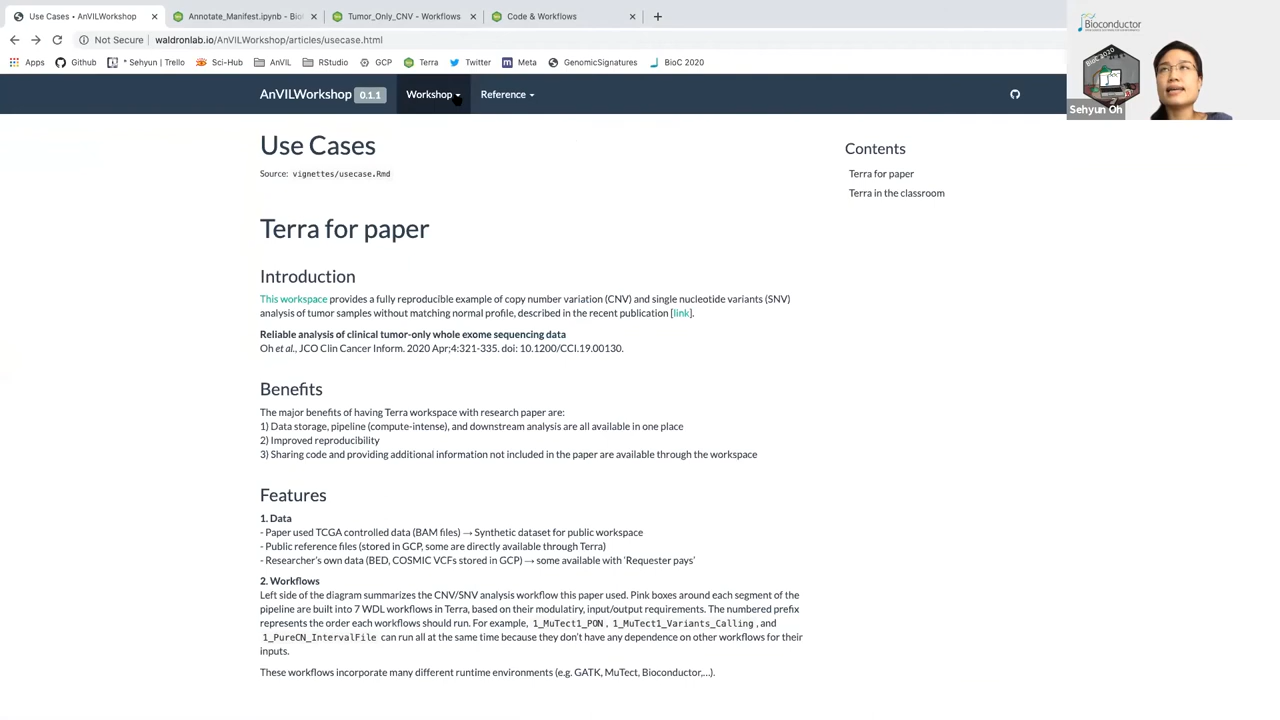 Use Cases • AnVILWorkshop
Annotate_Manifest.ipynb - Bio
Tumor_Only_CNV - Workflows
Code & Workflows
Not Secure
waldronlab.io/AnVILWorkshop/articles/usecase.html
Apps
Github
* Sehyun | Trello
Sci-Hub
AnVIL
RStudio
GCP
Terra
Twitter
Meta
GenomicSignatures
BioC 2020
Bioconductor
BioC 2020
Sehyun Oh
AnVILWorkshop 0.1.1 Workshop Reference
Use Cases
Source: vignettes/usecase.Rmd
Contents
Terra for paper
Terra in the classroom
Terra for paper
Introduction
This workspace provides a fully reproducible example of copy number variation (CNV) and single nucleotide variants (SNV)
analysis of tumor samples without matching normal profile, described in the recent publication [link].
Reliable analysis of clinical tumor-only whole exome sequencing data
Oh et al., JCO Clin Cancer Inform. 2020 Apr;4:321-335. doi: 10.1200/CCI.19.00130.
Benefits
The major benefits of having Terra workspace with research paper are:
1) Data storage, pipeline (compute-intense), and downstream analysis are all available in one place
2) Improved reproducibility
3) Sharing code and providing additional information not included in the paper are available through the workspace
Features
1. Data
- Paper used TCGA controlled data (BAM files) → Synthetic dataset for public workspace
- Public reference files (stored in GCP, some are directly available through Terra)
- Researcher's own data (BED, COSMIC VCFs stored in GCP) → some available with 'Requester pays'
2. Workflows
Left side of the diagram summarizes the CNV/SNV analysis workflow this paper used. Pink boxes around each segment of the
pipeline are built into 7 WDL workflows in Terra, based on their modulatiry, input/output requirements. The numbered prefix
represents the order each workflows should run. For example, 1_MuTect1_PON , 1_MuTect1_Variants_Calling , and
1_PureCN_IntervalFile can run all at the same time because they don't have any dependence on other workflows for their
inputs.
These workflows incorporate many different runtime environments (e.g. GATK, MuTect, Bioconductor,...).